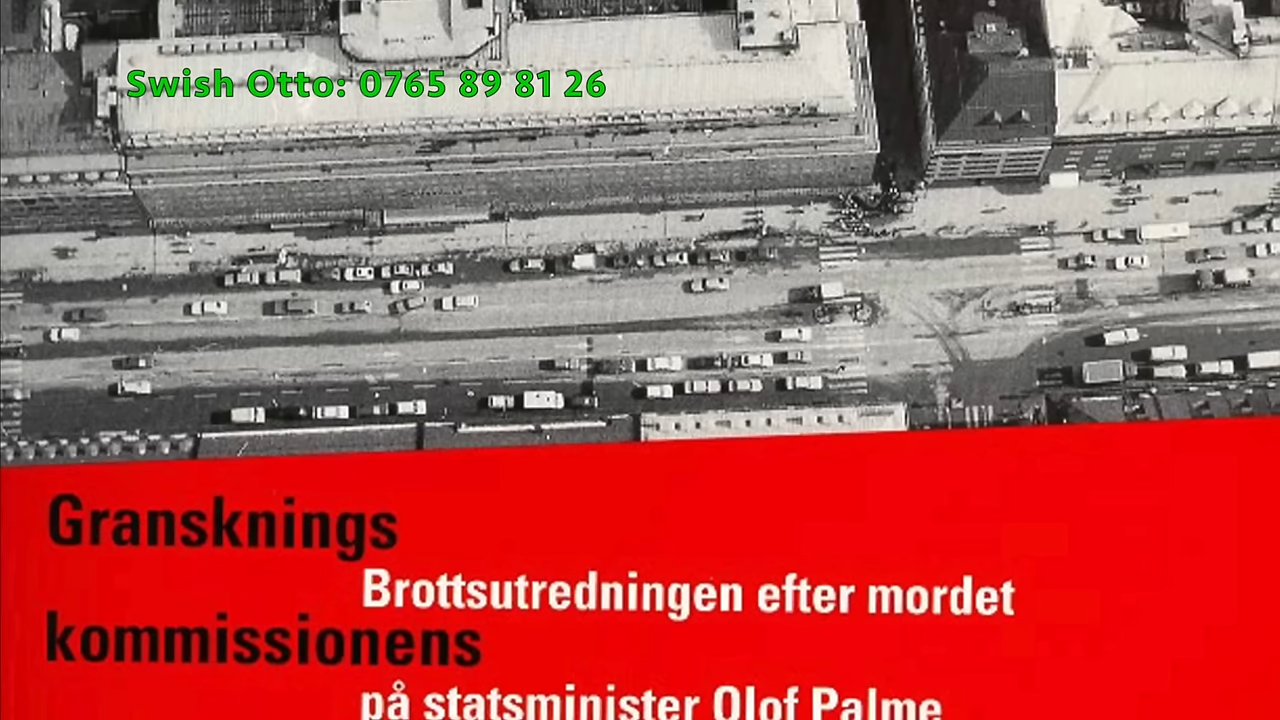 Swish Otto: 0765 89 81 26
Gransknings
Brottsutredningen efter mordet
kommissionens
på statsminister Olof Palme